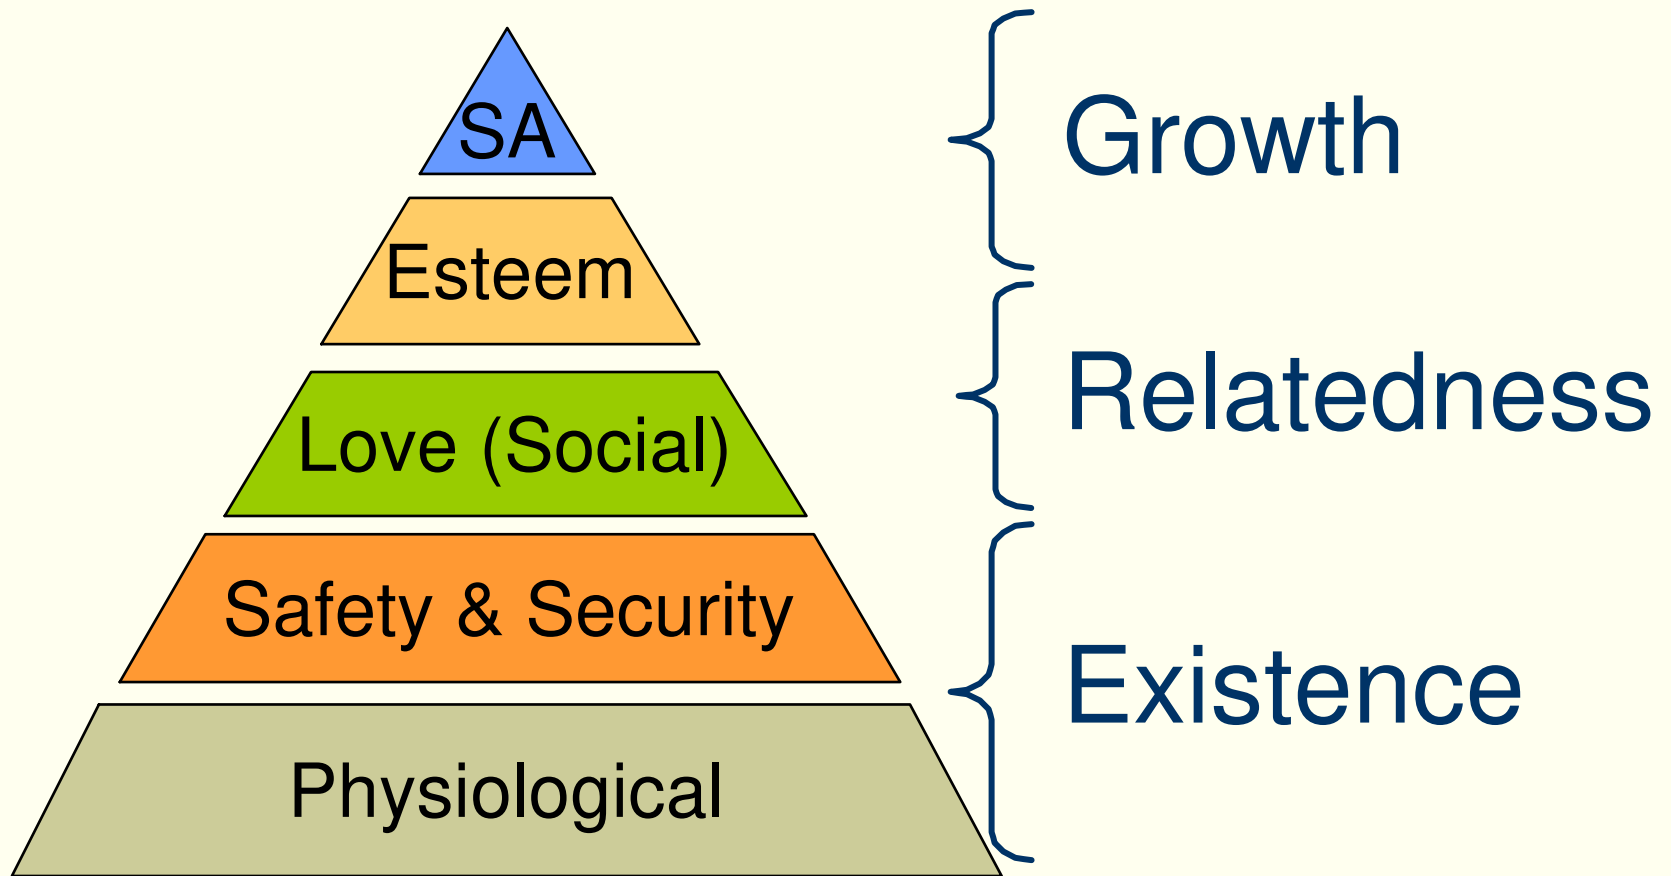 SA
Esteem
Love (Social)
Safety & Security
Physiological
Growth
Relatedness
Existence